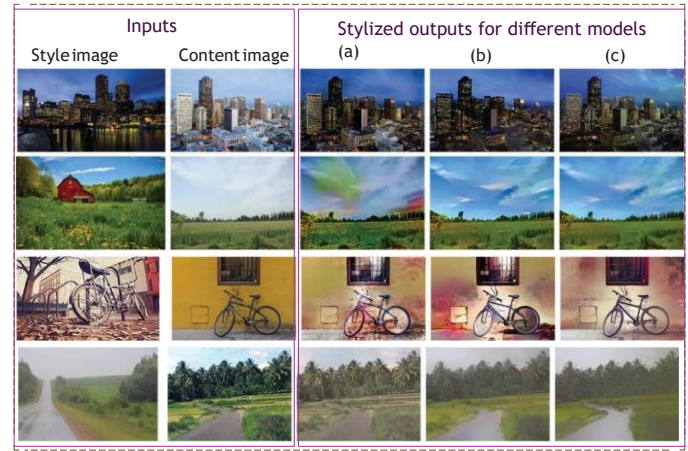 Inputs
Stylized outputs for different models
Style image
Content image
(a)
(b)
(c)